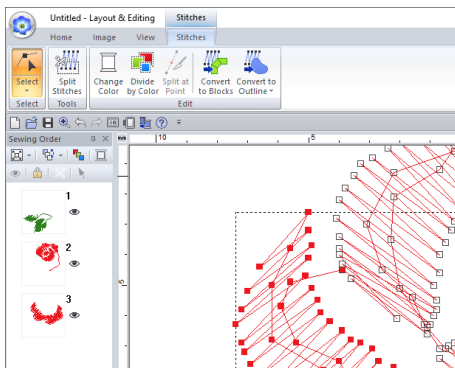 Untitled - Layout & Editing
Stitches
Home Image View Stitches
Select
Split Stitches
Change Color
Divide by Color
Split at Point
Convert to Blocks
Convert to Outline
Select Tools Edit
Sewing Order
10 5
1
2
3
5